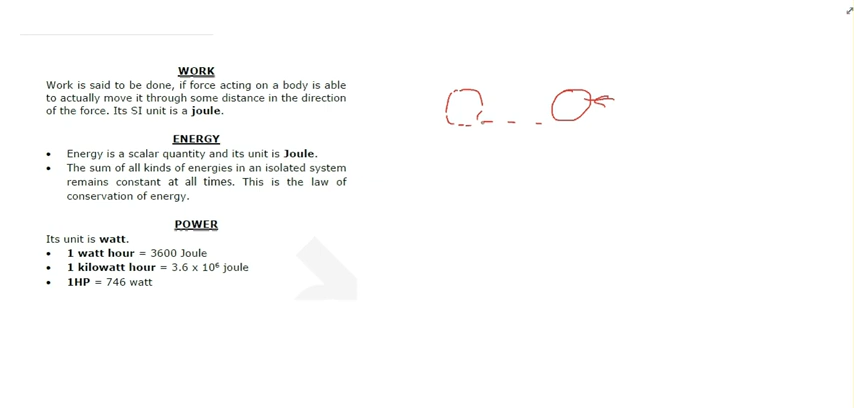 WORK
Work is said to be done, if force acting on a body is able
to actually move it through some distance in the direction
of the force. Its SI unit is a joule.
ENERGY
• Energy is a scalar quantity and its unit is Joule.
• The sum of all kinds of energies in an isolated system
remains constant at all times. This is the law of
conservation of energy.
POWER
Its unit is watt.
• 1 watt hour = 3600 Joule
• 1 kilowatt hour = 3.6 x 10⁶ joule
• 1HP = 746 watt